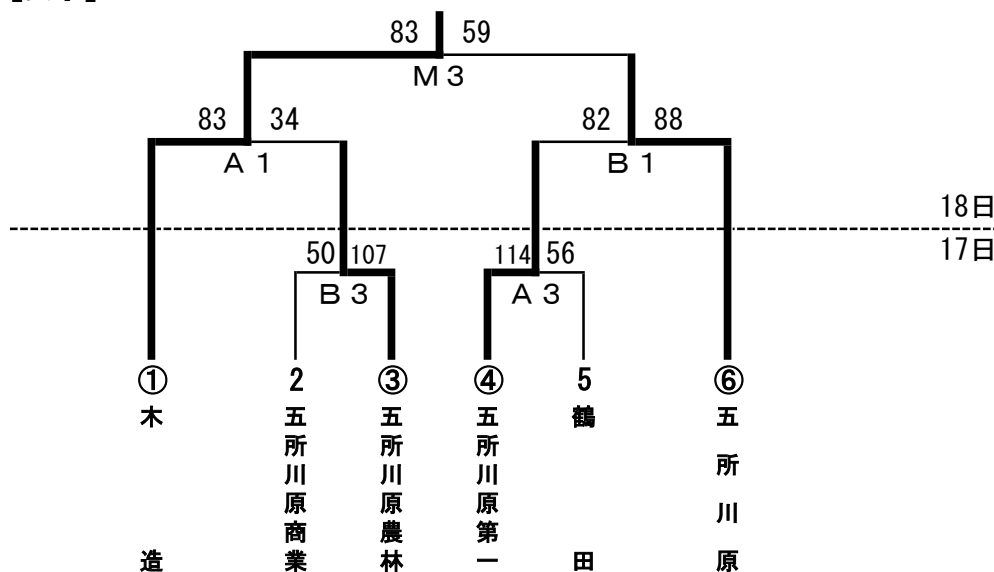 83 59
M3
83 34 82 88
A1 B1
18日
17日
50 107 114 56
B3 A3
① 2 ③ ④ 5 ⑥
木造
五所川原商業
五所川原農林
五所川原第一
鶴田
五所川原